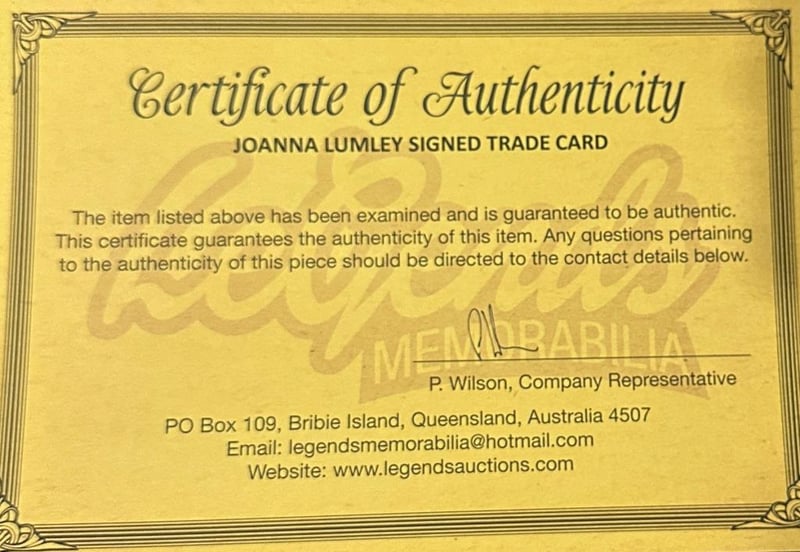 Certificate of Authenticity
JOANNA LUMLEY SIGNED TRADE CARD
Legends
The item listed above has been examined and is guaranteed to be authentic.
This certificate guarantees the authenticity of this item. Any questions pertaining
to the authenticity of this piece should be directed to the contact details below.
MEMORABILIA
P. Wilson, Company Representative
PO Box 109, Bribie Island, Queensland, Australia 4507
Email: legendsmemorabilia@hotmail.com
Website: www.legendsauctions.com